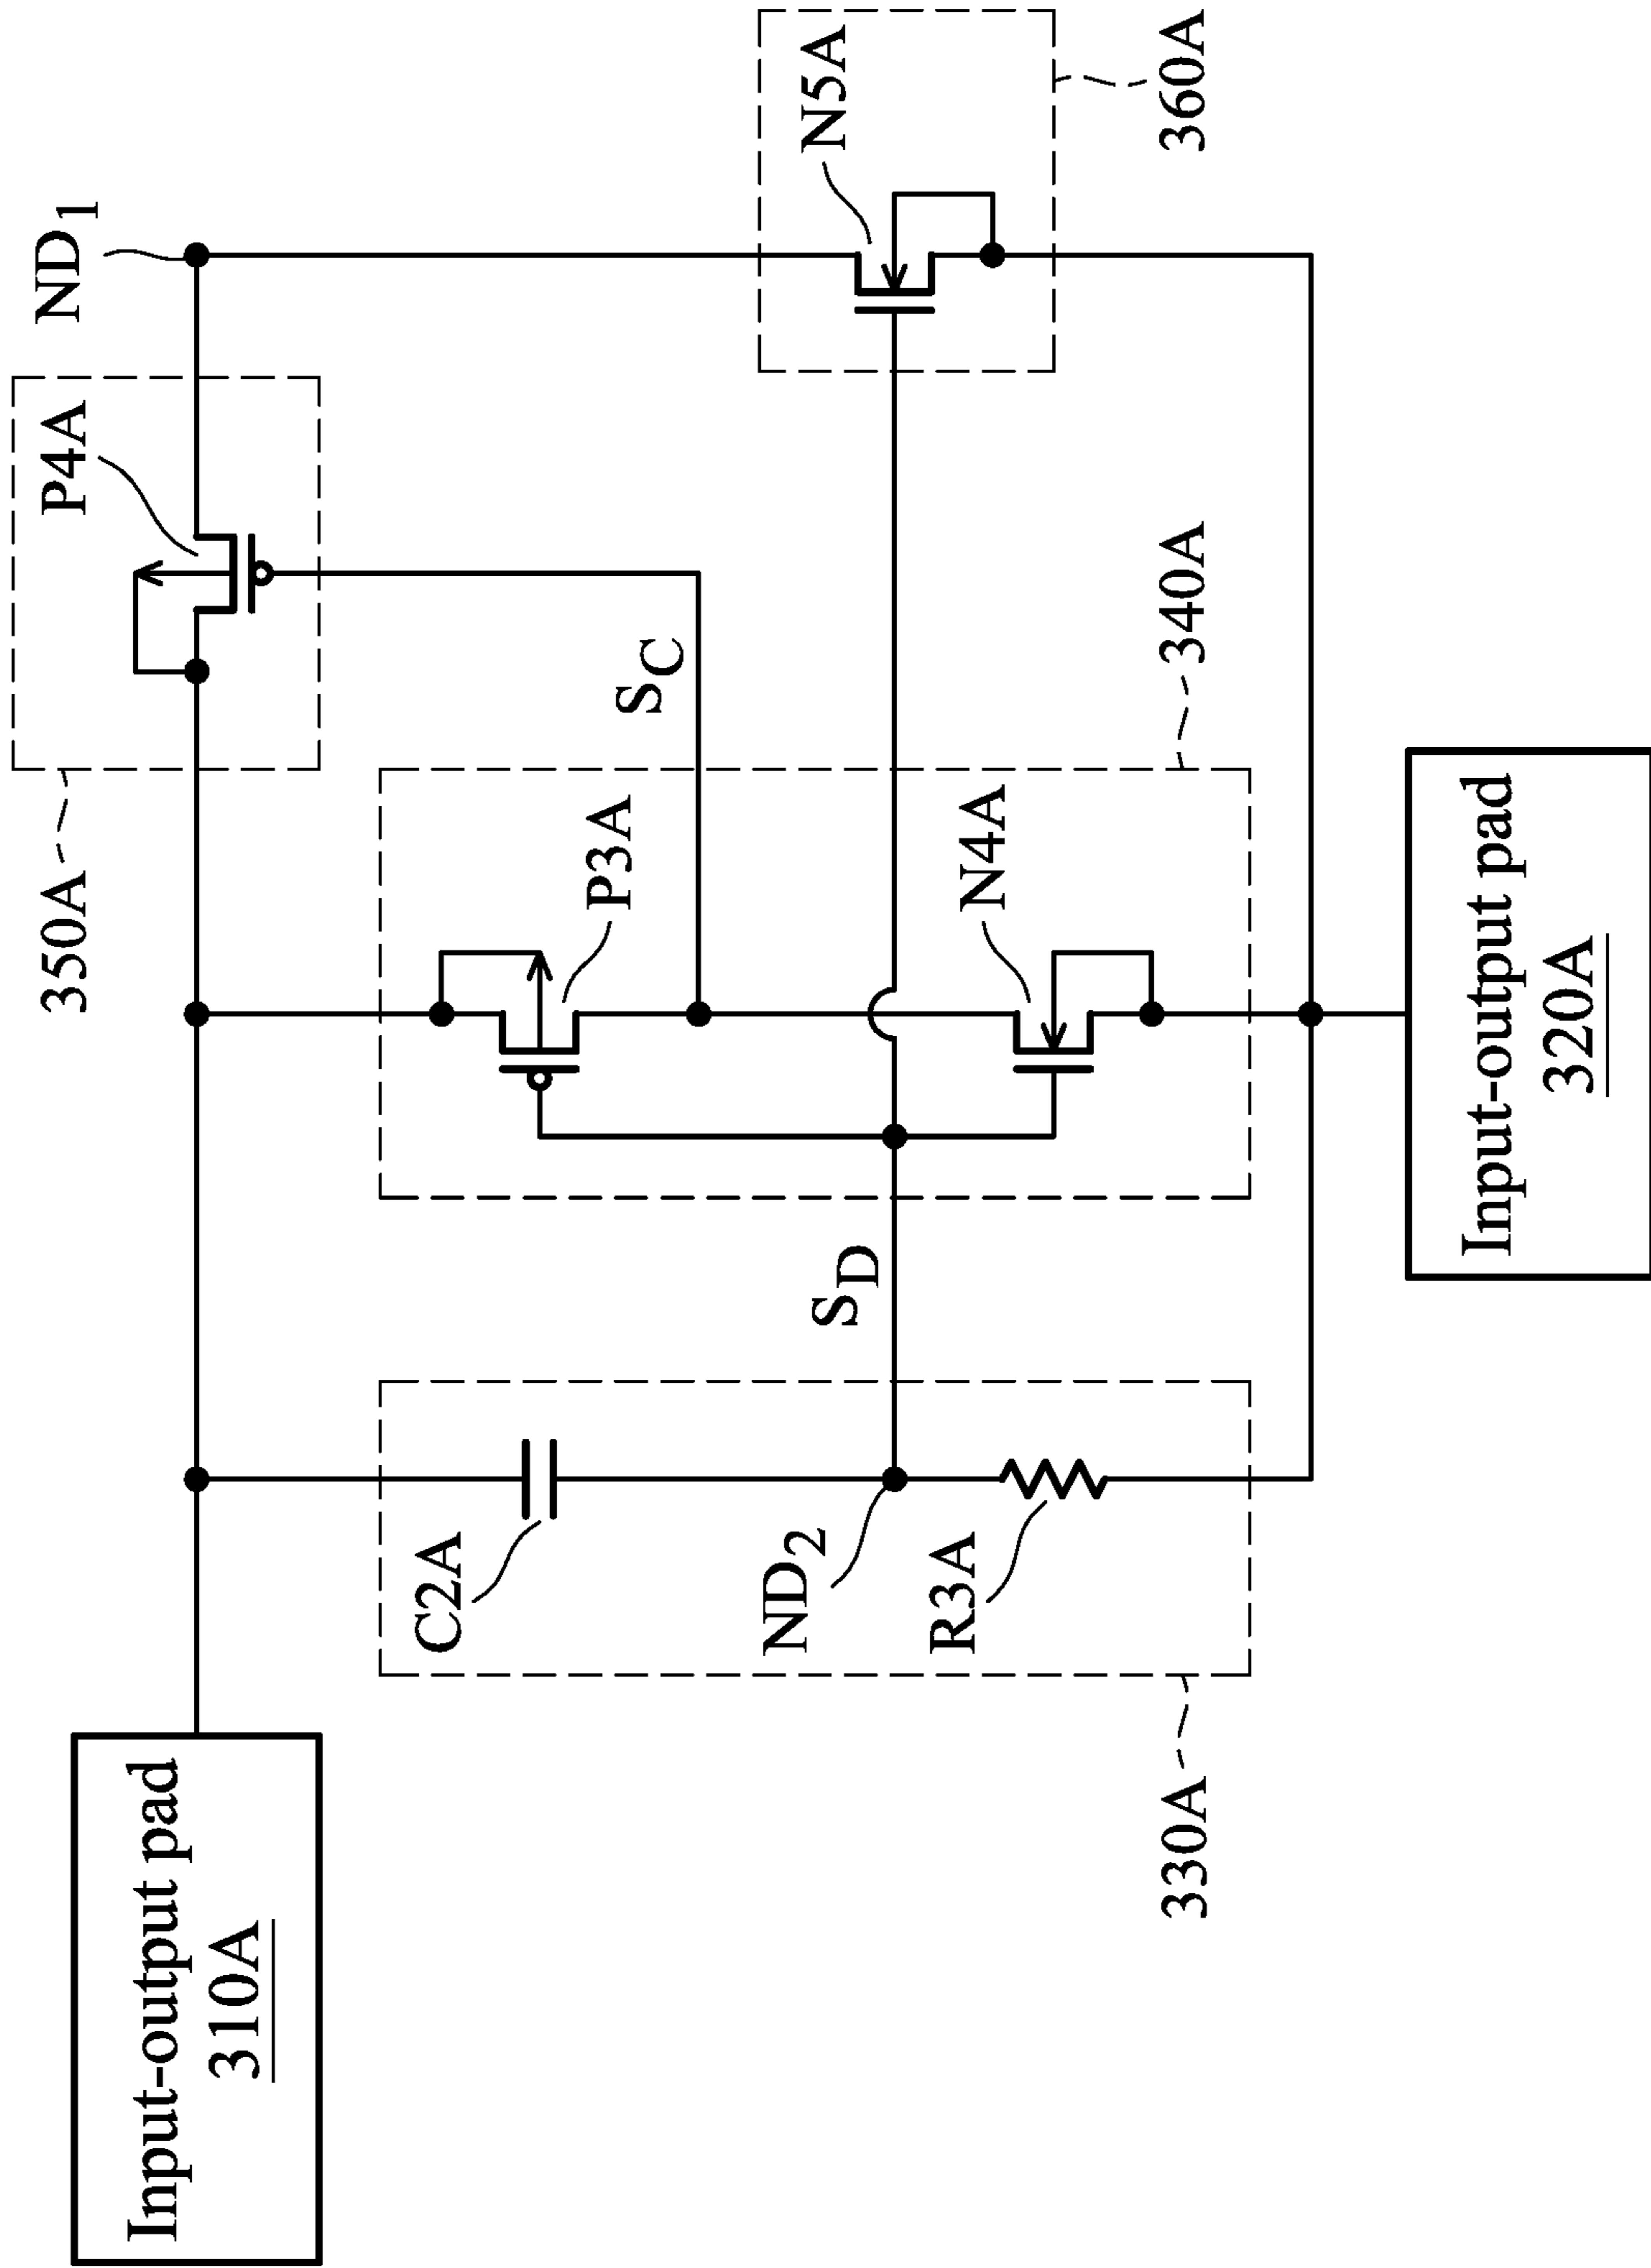 Input-output pad
310A
350A
P4A
ND1
C2A
ND2
R3A
330A
SD
P3A
N4A
340A
SC
N5A
360A
Input-output pad
320A